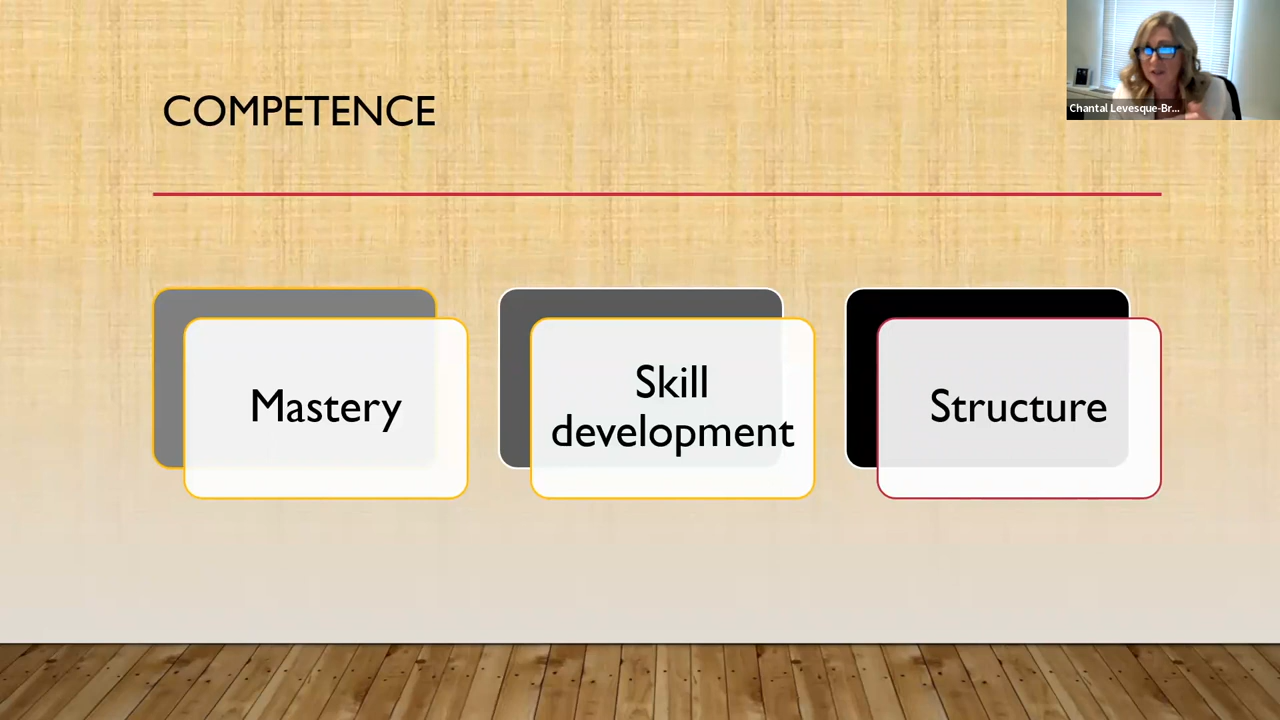 COMPETENCE
Chantal Levesque-Br...
Mastery
Skill
development
Structure